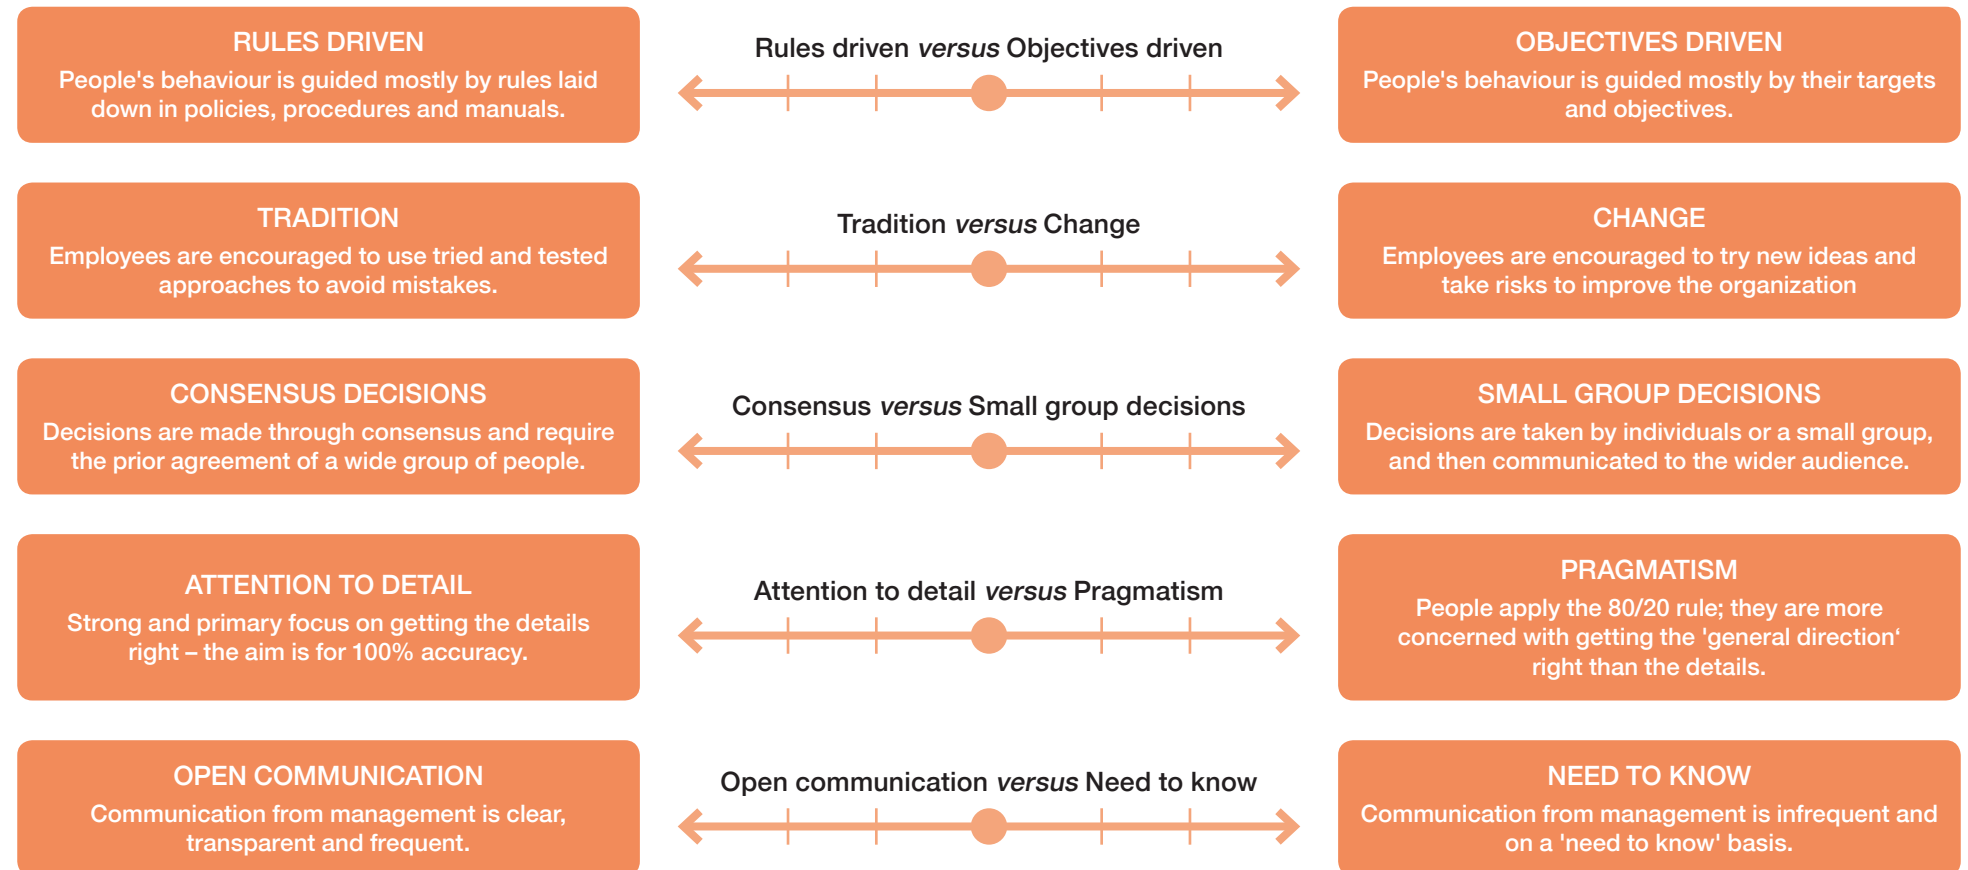 RULES DRIVEN
People's behaviour is guided mostly by rules laid
down in policies, procedures and manuals.
Rules driven versus Objectives driven
OBJECTIVES DRIVEN
People's behaviour is guided mostly by their targets
and objectives.
TRADITION
Employees are encouraged to use tried and tested
approaches to avoid mistakes.
Tradition versus Change
CHANGE
Employees are encouraged to try new ideas and
take risks to improve the organization
CONSENSUS DECISIONS
Decisions are made through consensus and require
the prior agreement of a wide group of people.
Consensus versus Small group decisions
SMALL GROUP DECISIONS
Decisions are taken by individuals or a small group,
and then communicated to the wider audience.
ATTENTION TO DETAIL
Strong and primary focus on getting the details
right – the aim is for 100% accuracy.
Attention to detail versus Pragmatism
PRAGMATISM
People apply the 80/20 rule; they are more
concerned with getting the 'general direction‘
right than the details.
OPEN COMMUNICATION
Communication from management is clear,
transparent and frequent.
Open communication versus Need to know
NEED TO KNOW
Communication from management is infrequent and
on a 'need to know' basis.